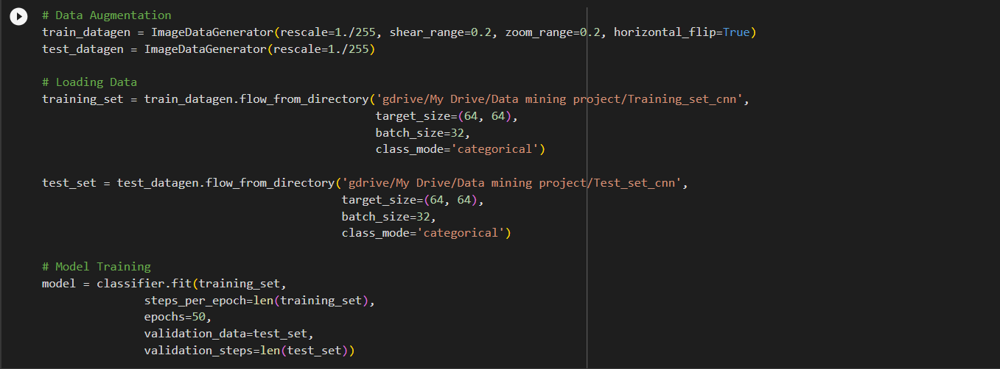 # Data Augmentation
train_datagen = ImageDataGenerator(rescale=1./255, shear_range=0.2, zoom_range=0.2, horizontal_flip=True)
test_datagen = ImageDataGenerator(rescale=1./255)
# Loading Data
training_set = train_datagen.flow_from_directory('gdrive/My Drive/Data mining project/Training_set_cnn',
target_size=(64, 64),
batch_size=32,
class_mode='categorical')
test_set = test_datagen.flow_from_directory('gdrive/My Drive/Data mining project/Test_set_cnn',
target_size=(64, 64),
batch_size=32,
class_mode='categorical')
# Model Training
model = classifier.fit(training_set,
steps_per_epoch=len(training_set),
epochs=50,
validation_data=test_set,
validation_steps=len(test_set))